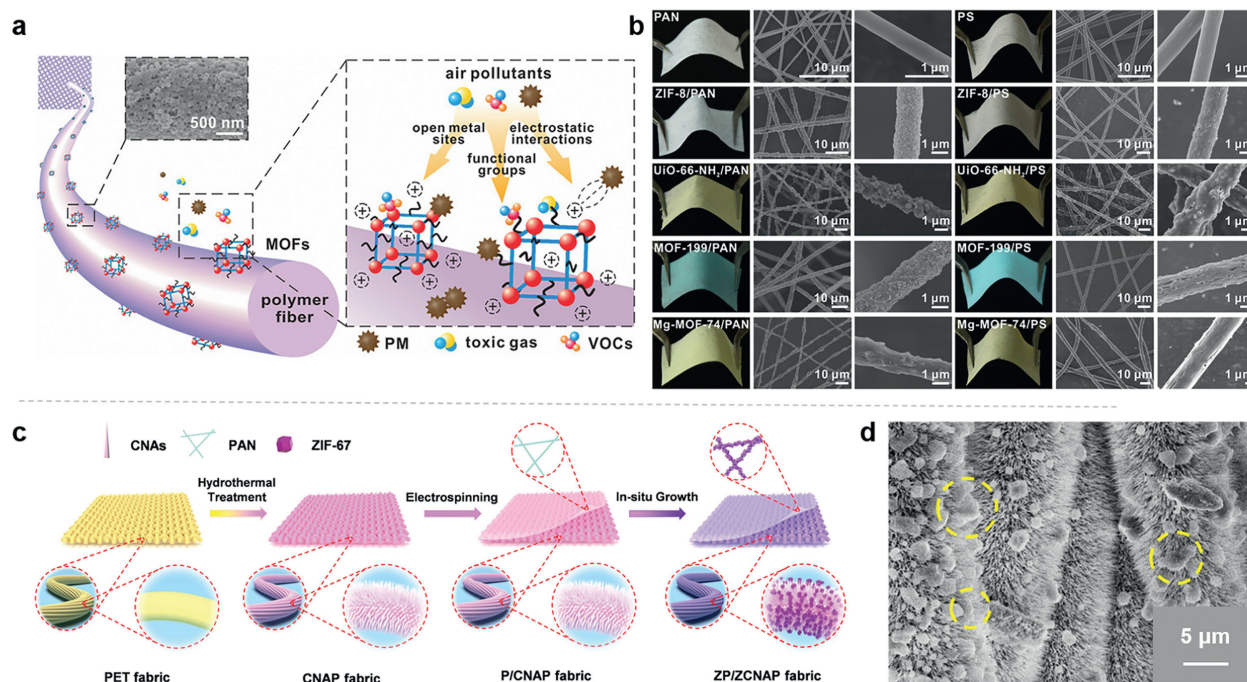 a
500 nm
air pollutants
open metal
sites
electrostatic
interactions
functional
groups
MOFs
polymer
fiber
PM
toxic gas
VOCs
b
PAN
10 µm
1 µm
PS
10 µm
1 µm
ZIF-8/PAN
10 µm
1 µm
ZIF-8/PS
10 µm
1 µm
UiO-66-NH₂/PAN
10 µm
1 µm
UiO-66-NH₂/PS
10 µm
1 µm
MOF-199/PAN
10 µm
1 µm
MOF-199/PS
10 µm
1 µm
Mg-MOF-74/PAN
10 µm
1 µm
Mg-MOF-74/PS
10 µm
1 µm
c
CNAs
PAN
ZIF-67
Hydrothermal
Treatment
Electrospinning
In-situ Growth
PET fabric
CNAP fabric
P/CNAP fabric
ZP/ZCNAP fabric
d
5 µm